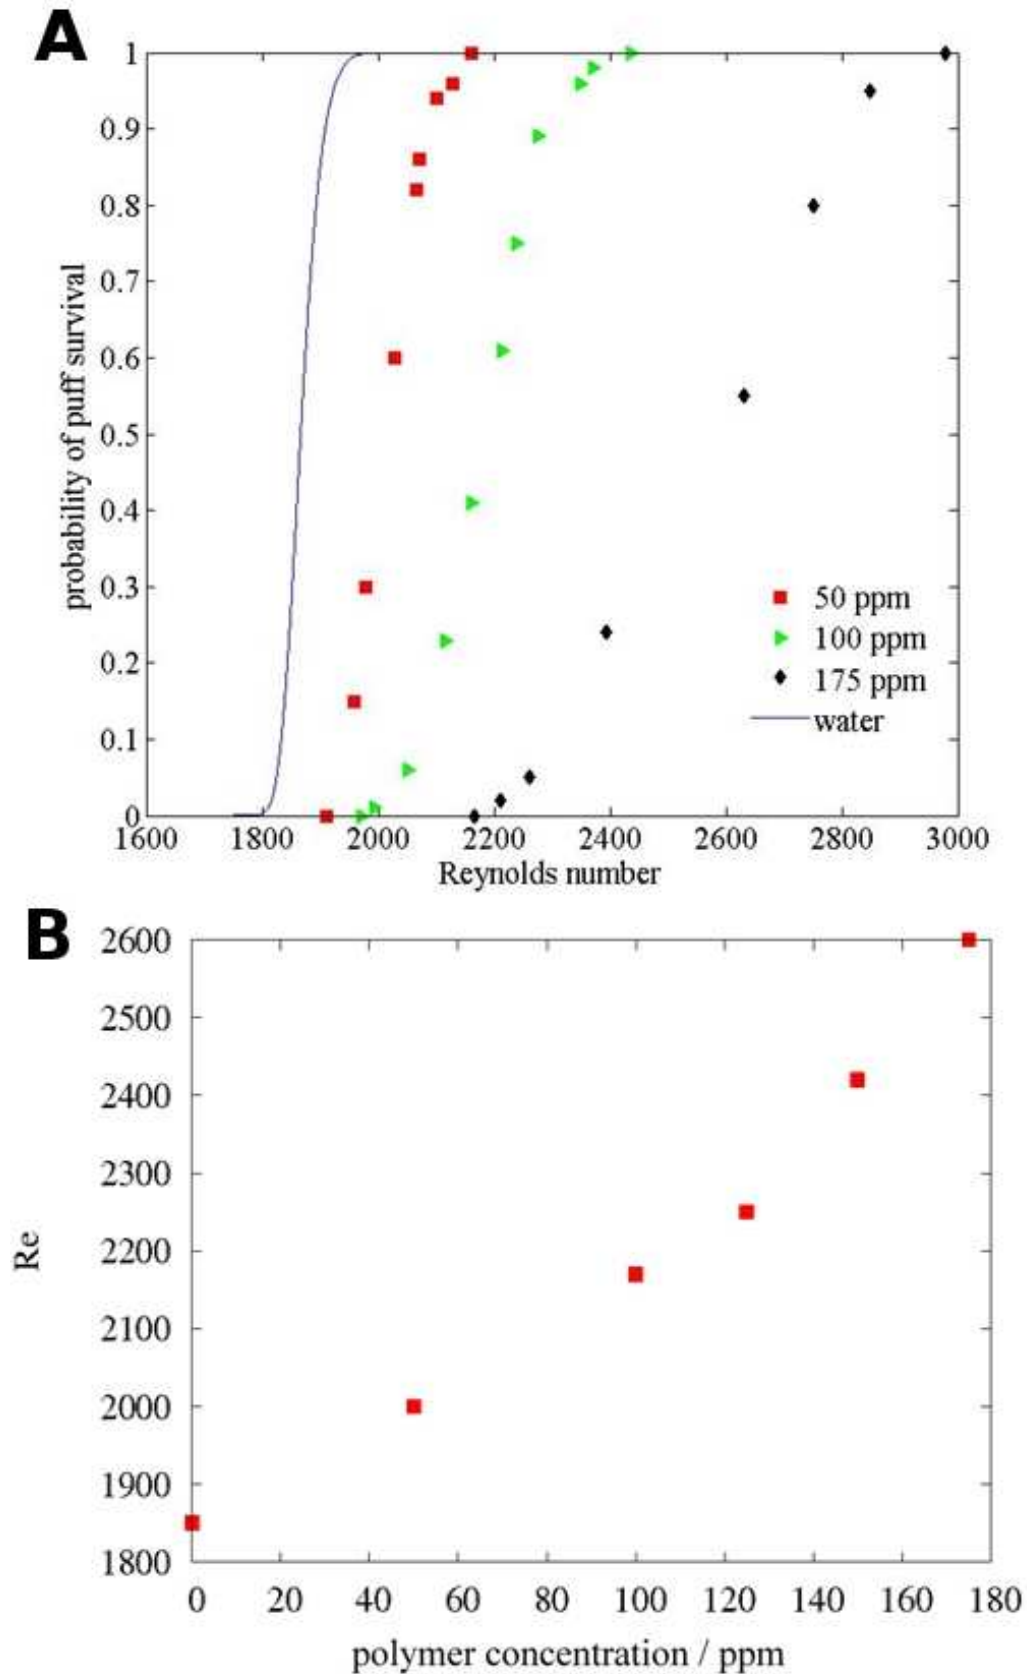 A
1
0.9
0.8
0.7
0.6
0.5
0.4
0.3
0.2
0.1
0
probability of puff survival
50 ppm
100 ppm
175 ppm
water
1600 1800 2000 2200 2400 2600 2800 3000
Reynolds number
B
2600
2500
2400
2300
2200
2100
2000
1900
1800
Re
0 20 40 60 80 100 120 140 160 180
polymer concentration / ppm